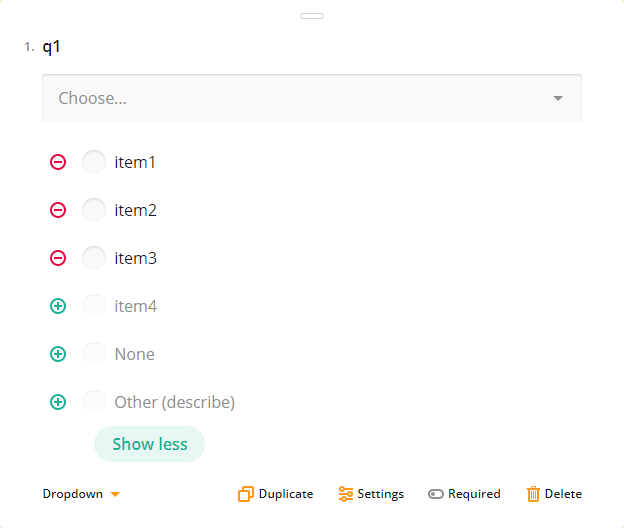 1. q1
Choose...
item1
item2
item3
item4
None
Other (describe)
Show less
Dropdown Duplicate Settings Required Delete